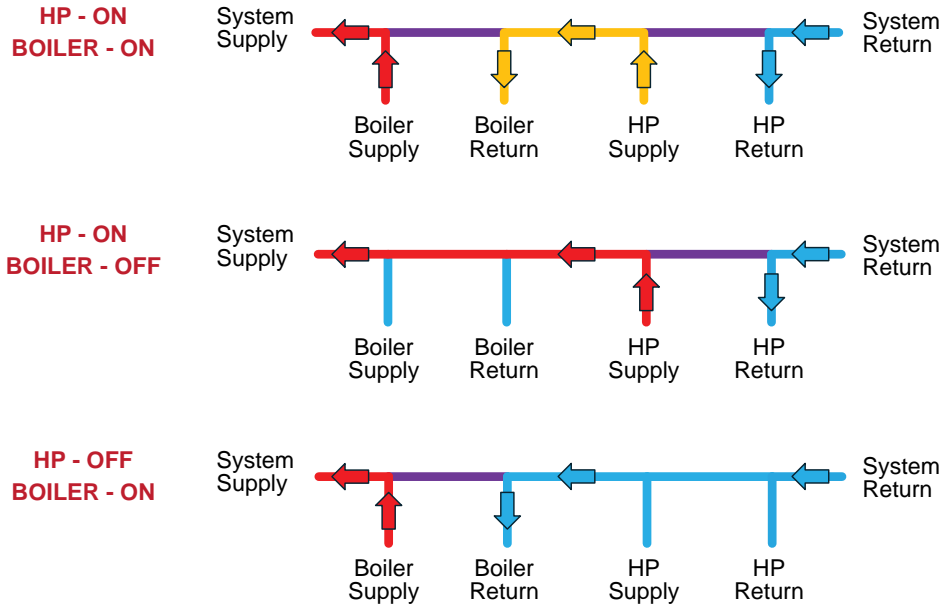 HP - ON
BOILER - ON
System
Supply
System
Return
Boiler
Supply
Boiler
Return
HP
Supply
HP
Return
HP - ON
BOILER - OFF
System
Supply
System
Return
Boiler
Supply
Boiler
Return
HP
Supply
HP
Return
HP - OFF
BOILER - ON
System
Supply
System
Return
Boiler
Supply
Boiler
Return
HP
Supply
HP
Return